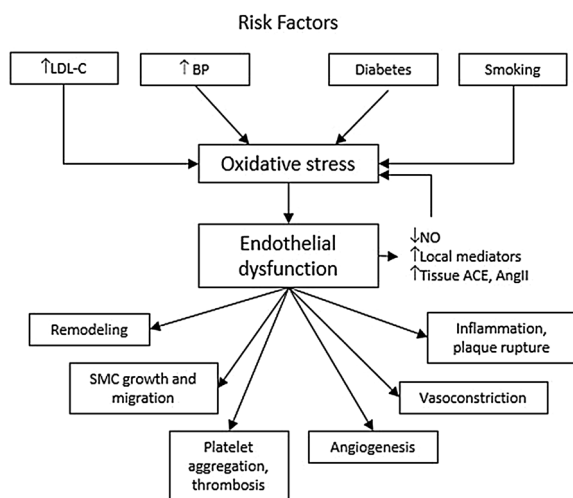 Risk Factors
↑LDL-C
↑ BP
Diabetes
Smoking
Oxidative stress
Endothelial
dysfunction
↓NO
↑Local mediators
↑Tissue ACE, AngII
Remodeling
Inflammation,
plaque rupture
SMC growth and
migration
Vasoconstriction
Platelet
aggregation,
thrombosis
Angiogenesis